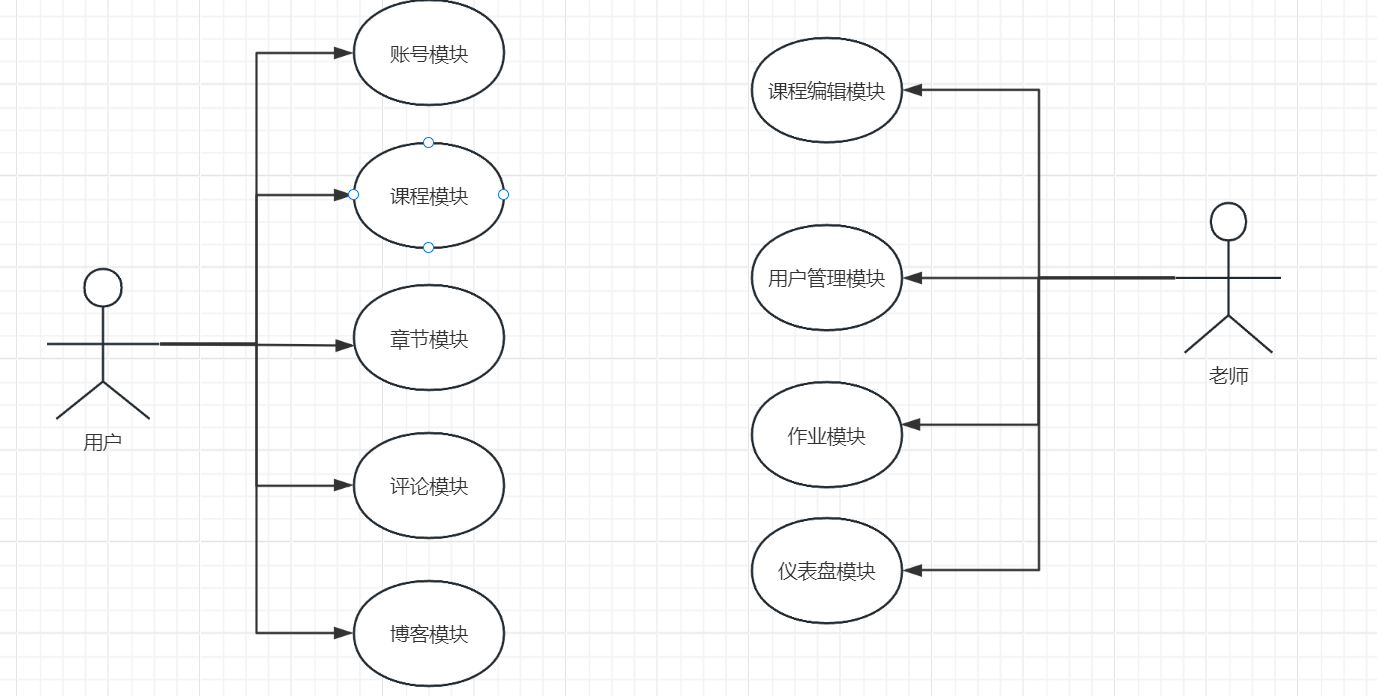 账号模块
课程模块
章节模块
评论模块
博客模块
用户
课程编辑模块
用户管理模块
作业模块
仪表盘模块
老师